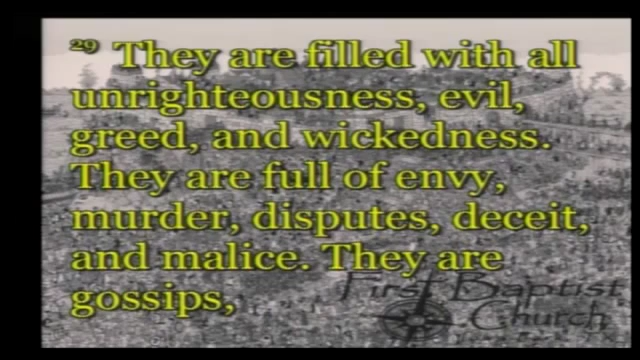 ²⁹ They are filled with all
unrighteousness, evil,
greed, and wickedness.
They are full of envy,
murder, disputes, deceit,
and malice. They are
gossips,
First Baptist
Church